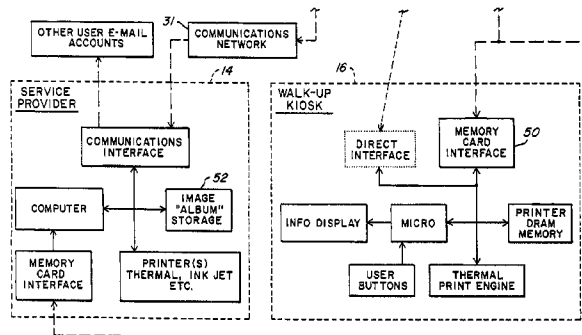 OTHER USER E-MAIL
ACCOUNTS
31
COMMUNICATIONS
NETWORK
14
SERVICE
PROVIDER
COMMUNICATIONS
INTERFACE
COMPUTER
52
IMAGE
"ALBUM"
STORAGE
MEMORY
CARD
INTERFACE
PRINTER(S)
THERMAL, INK JET
ETC.
16
WALK-UP
KIOSK
DIRECT
INTERFACE
MEMORY
CARD
INTERFACE
50
INFO DISPLAY
MICRO
PRINTER
DRAM
MEMORY
USER
BUTTONS
THERMAL
PRINT ENGINE